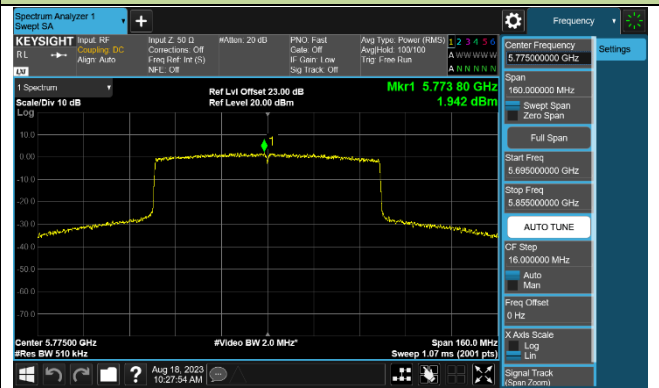 Spectrum Analyzer 1
Swept SA
Frequency
KEYSIGHT
RL
LXI
Input: RF
Coupling: DC
Align: Auto
Input Z: 50 Ω
Corrections: Off
Freq Ref: Int (S)
NFE: Off
#Atten: 20 dB
PNO: Fast
Gate: Off
IF Gain: Low
Sig Track: Off
Avg Type: Power (RMS)
Avg|Hold: 100/100
Trig: Free Run
1 2 3 4 5 6
A W W W W W
A N N N N N
1 Spectrum
Scale/Div 10 dB
Ref Lvl Offset 23.00 dB
Ref Level 20.00 dBm
Mkr1 5.773 80 GHz
1.942 dBm
Log
10.0
0.00
-10.0
-20.0
-30.0
-40.0
-50.0
-60.0
-70.0
1
Center 5.77500 GHz
#Res BW 510 kHz
#Video BW 2.0 MHz*
Span 160.0 MHz
Sweep 1.07 ms (2001 pts)
Aug 18, 2023
10:27:54 AM
Center Frequency
5.775000000 GHz
Settings
Span
160.000000 MHz
Swept Span
Zero Span
Full Span
Start Freq
5.695000000 GHz
Stop Freq
5.855000000 GHz
AUTO TUNE
CF Step
16.000000 MHz
Auto
Man
Freq Offset
0 Hz
X Axis Scale
Log
Lin
Signal Track
(Span Zoom)